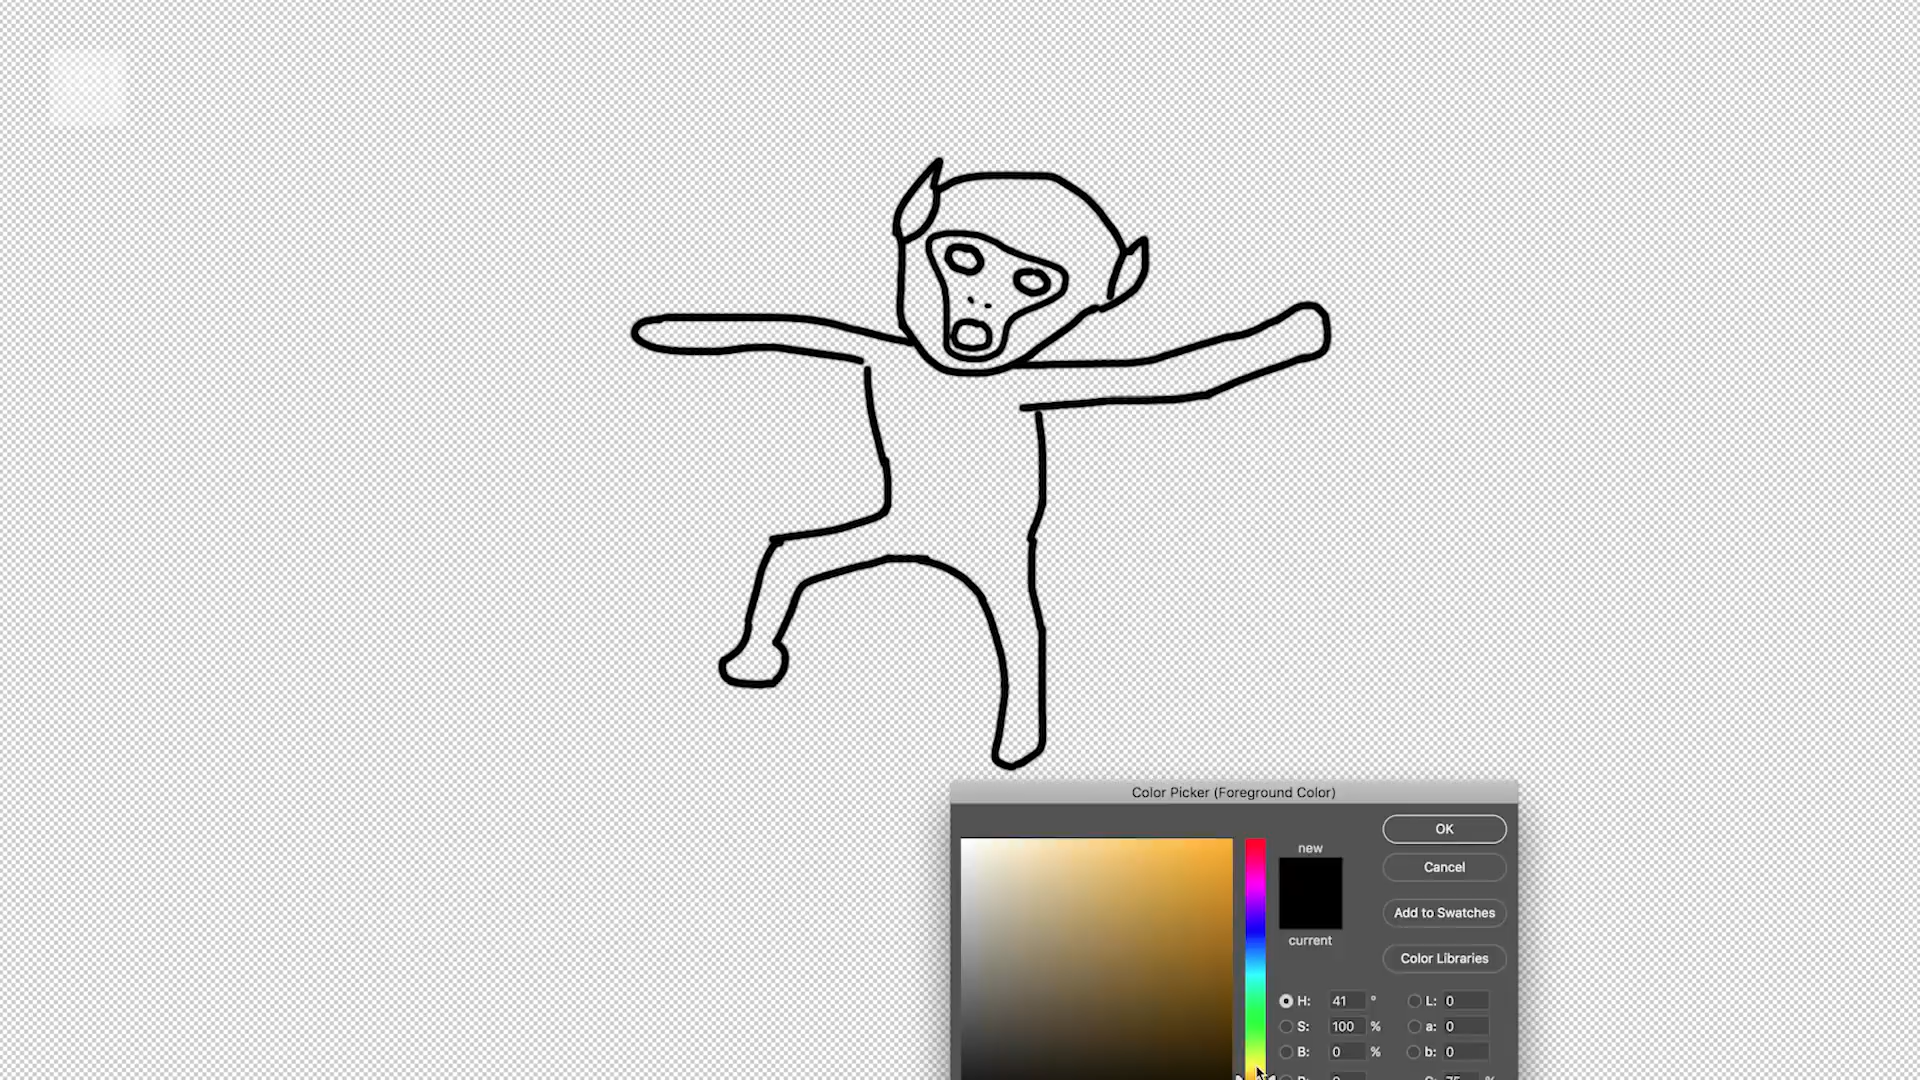 Color Picker (Foreground Color)
OK
new
Cancel
Add to Swatches
current
Color Libraries
H: 41 °
L: 0
S: 100 %
a: 0
B: 0 %
b: 0